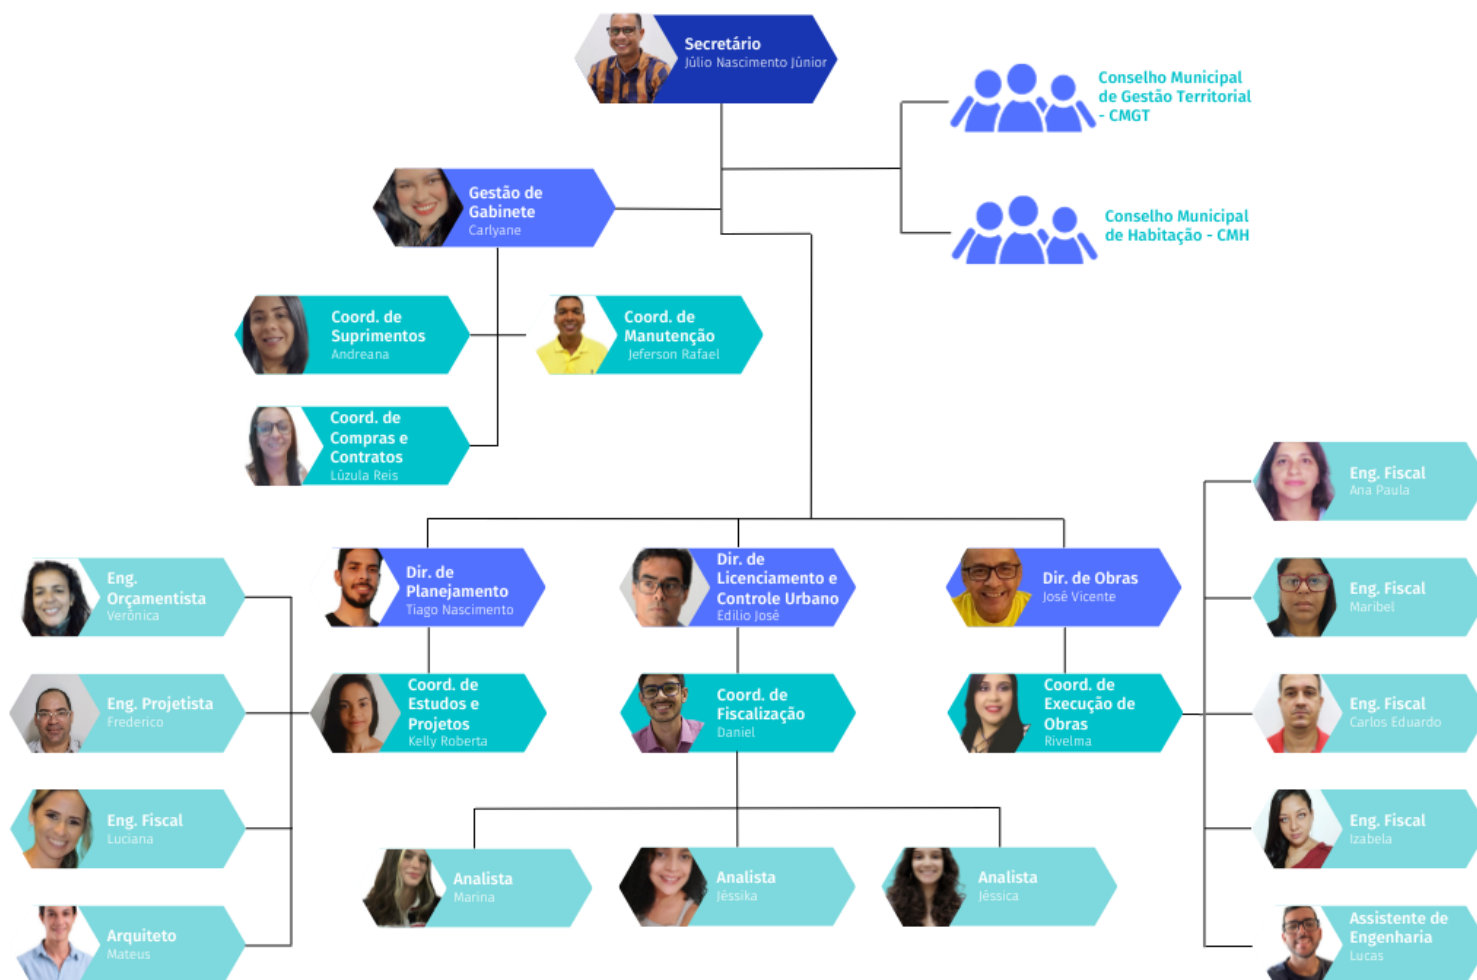 Secretário
Júlio Nascimento Júnior
Conselho Municipal
de Gestão Territorial
- CMGT
Gestão de
Gabinete
Carlyane
Conselho Municipal
de Habitação - CMH
Coord. de
Suprimentos
Andreana
Coord. de
Manutenção
Jeferson Rafael
Coord. de
Compras e
Contratos
Lúzula Reis
Eng. Fiscal
Ana Paula
Eng.
Orçamentista
Verônica
Dir. de
Planejamento
Tiago Nascimento
Dir. de
Licenciamento e
Controle Urbano
Edilio José
Dir. de Obras
José Vicente
Eng. Fiscal
Maribel
Eng. Projetista
Frederico
Coord. de
Estudos e
Projetos
Kelly Roberta
Coord. de
Fiscalização
Daniel
Coord. de
Execução de
Obras
Rivelma
Eng. Fiscal
Carlos Eduardo
Eng. Fiscal
Luciana
Eng. Fiscal
Izabela
Analista
Marina
Analista
Jéssika
Analista
Jéssica
Arquiteto
Mateus
Assistente de
Engenharia
Lucas